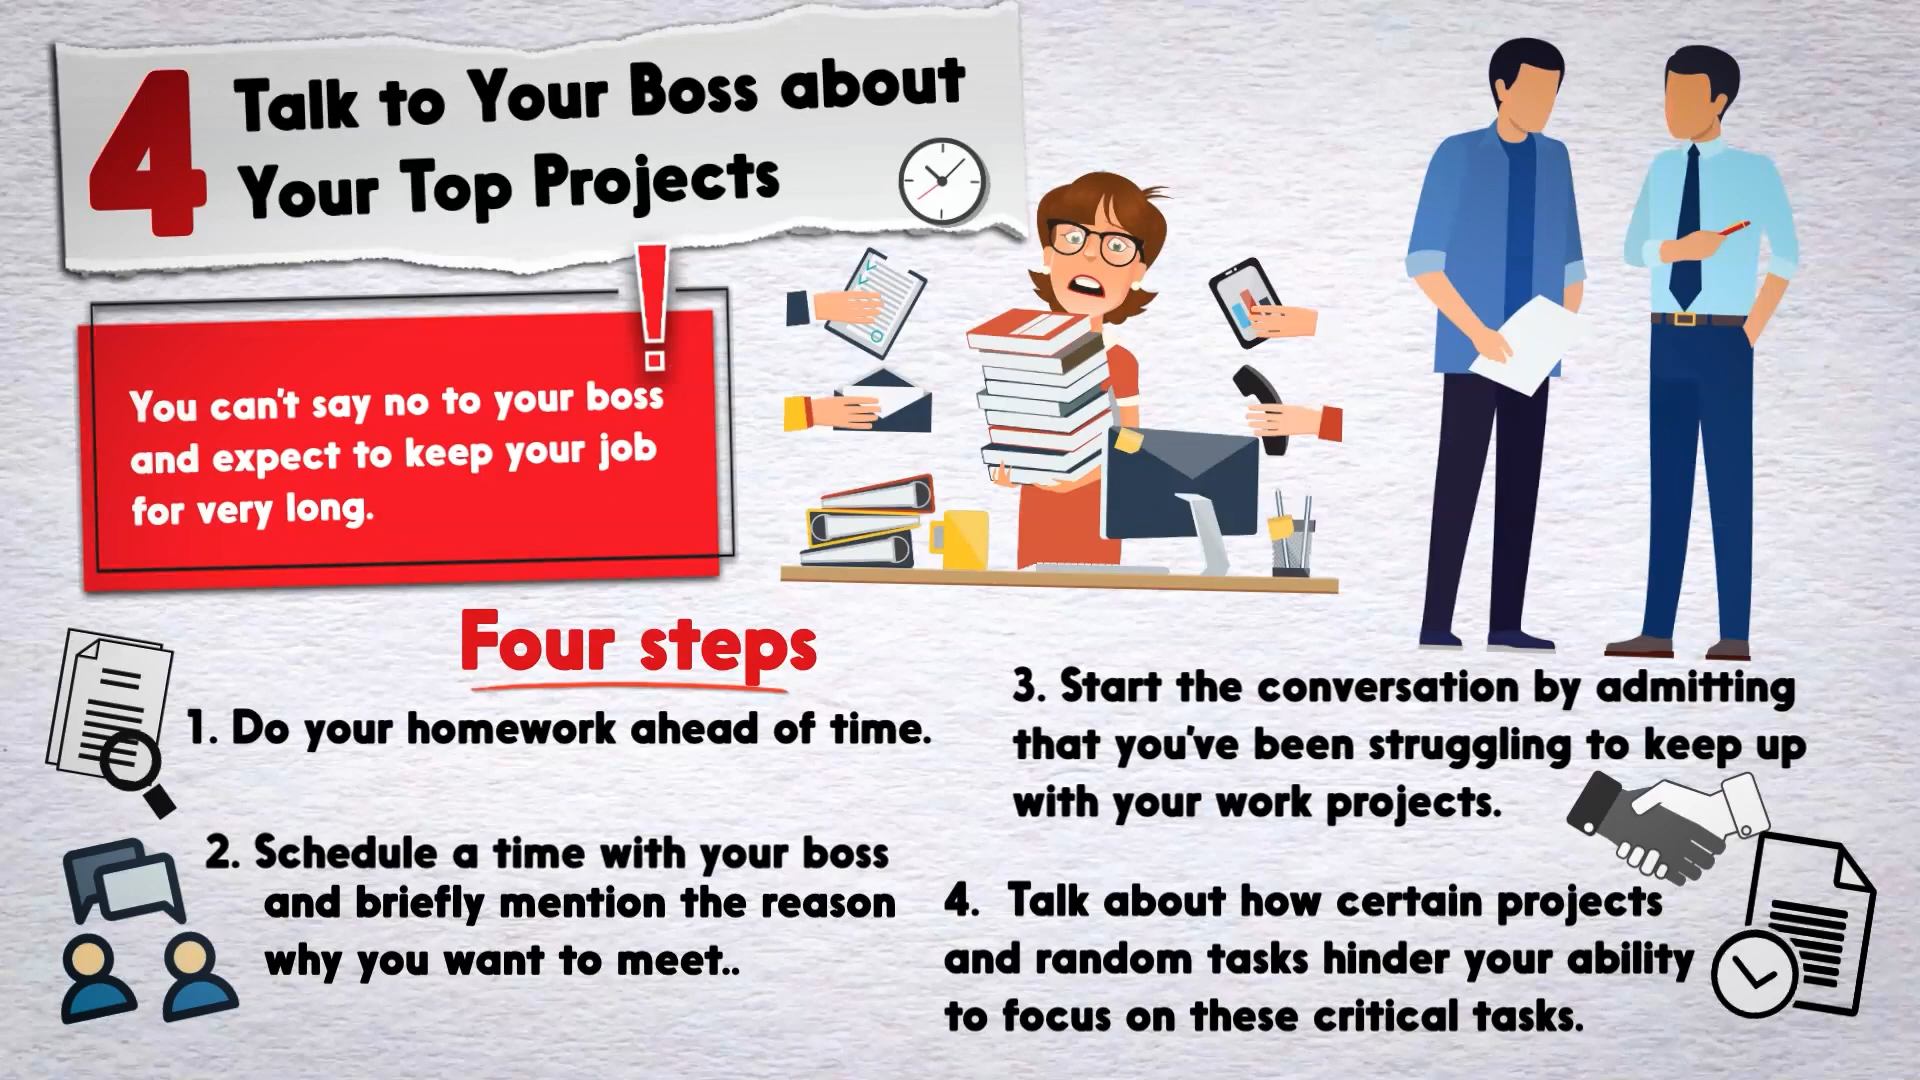 4
Talk to Your Boss about
Your Top Projects
You can't say no to your boss
and expect to keep your job
for very long.
Four steps
1. Do your homework ahead of time.
2. Schedule a time with your boss
and briefly mention the reason
why you want to meet..
3. Start the conversation by admitting
that you've been struggling to keep up
with your work projects.
4. Talk about how certain projects
and random tasks hinder your ability
to focus on these critical tasks.